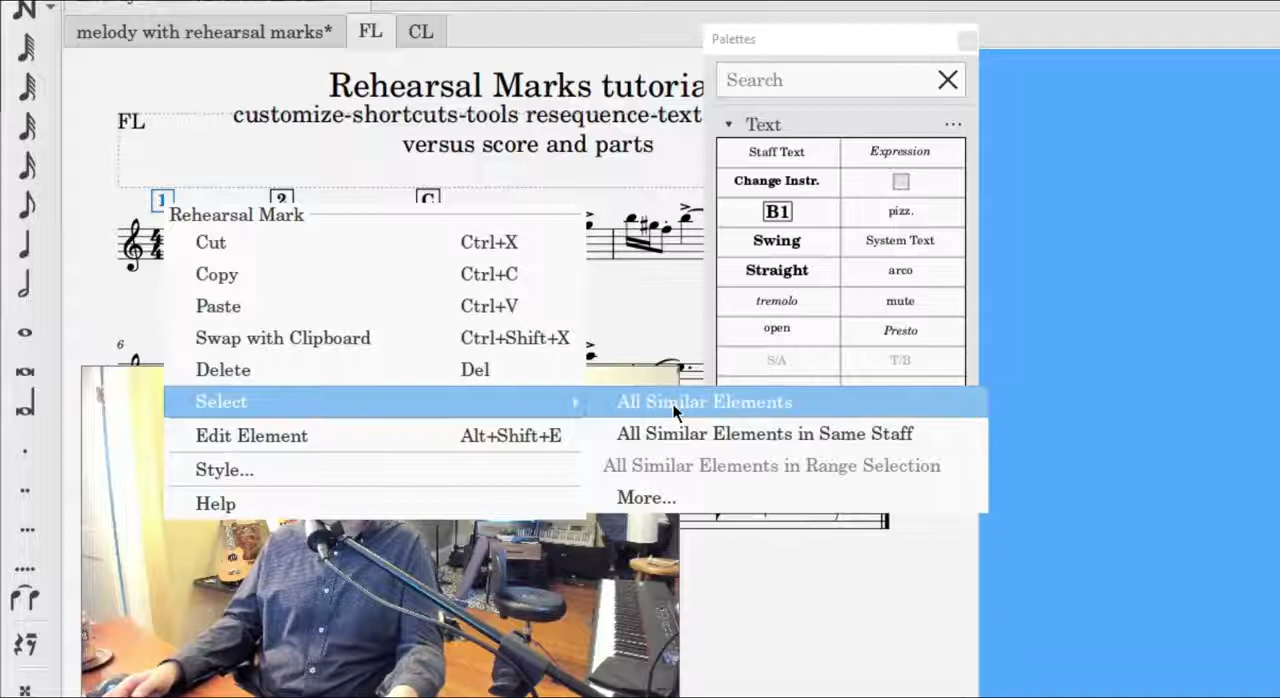 melody with rehearsal marks* FL CL
Palettes
Search
Text
Staff Text Expression
Change Instr.
B1 pizz.
Swing System Text
Straight arco
tremolo mute
open Presto
S/A T/B
Rehearsal Marks tutoria
customize-shortcuts-tools resequence-text
versus score and parts
FL
1 2 C
6
Rehearsal Mark
Cut Ctrl+X
Copy Ctrl+C
Paste Ctrl+V
Swap with Clipboard Ctrl+Shift+X
Delete Del
Select
Edit Element Alt+Shift+E
Style...
Help
All Similar Elements
All Similar Elements in Same Staff
All Similar Elements in Range Selection
More...